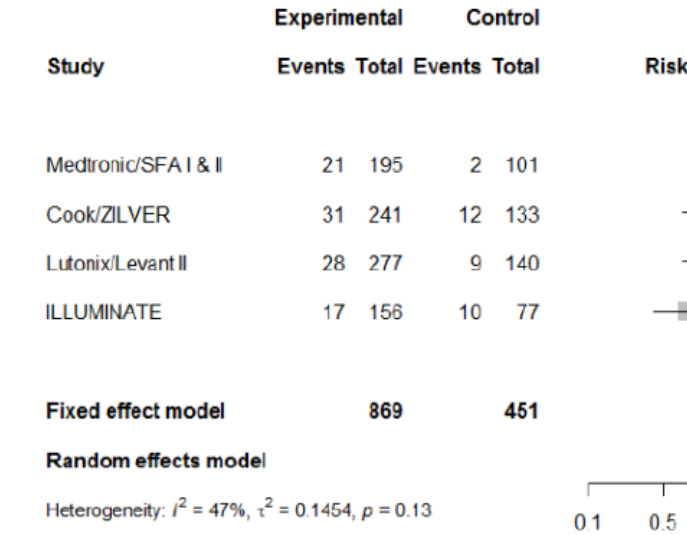 Experimental Control
Study Events Total Events Total Risk
Medtronic/SFA I & II 21 195 2 101
Cook/ZILVER 31 241 12 133
Lutonix/Levant II 28 277 9 140
ILLUMINATE 17 156 10 77
Fixed effect model 869 451
Random effects model
Heterogeneity: I² = 47%, τ² = 0.1454, p = 0.13
0.1 0.5